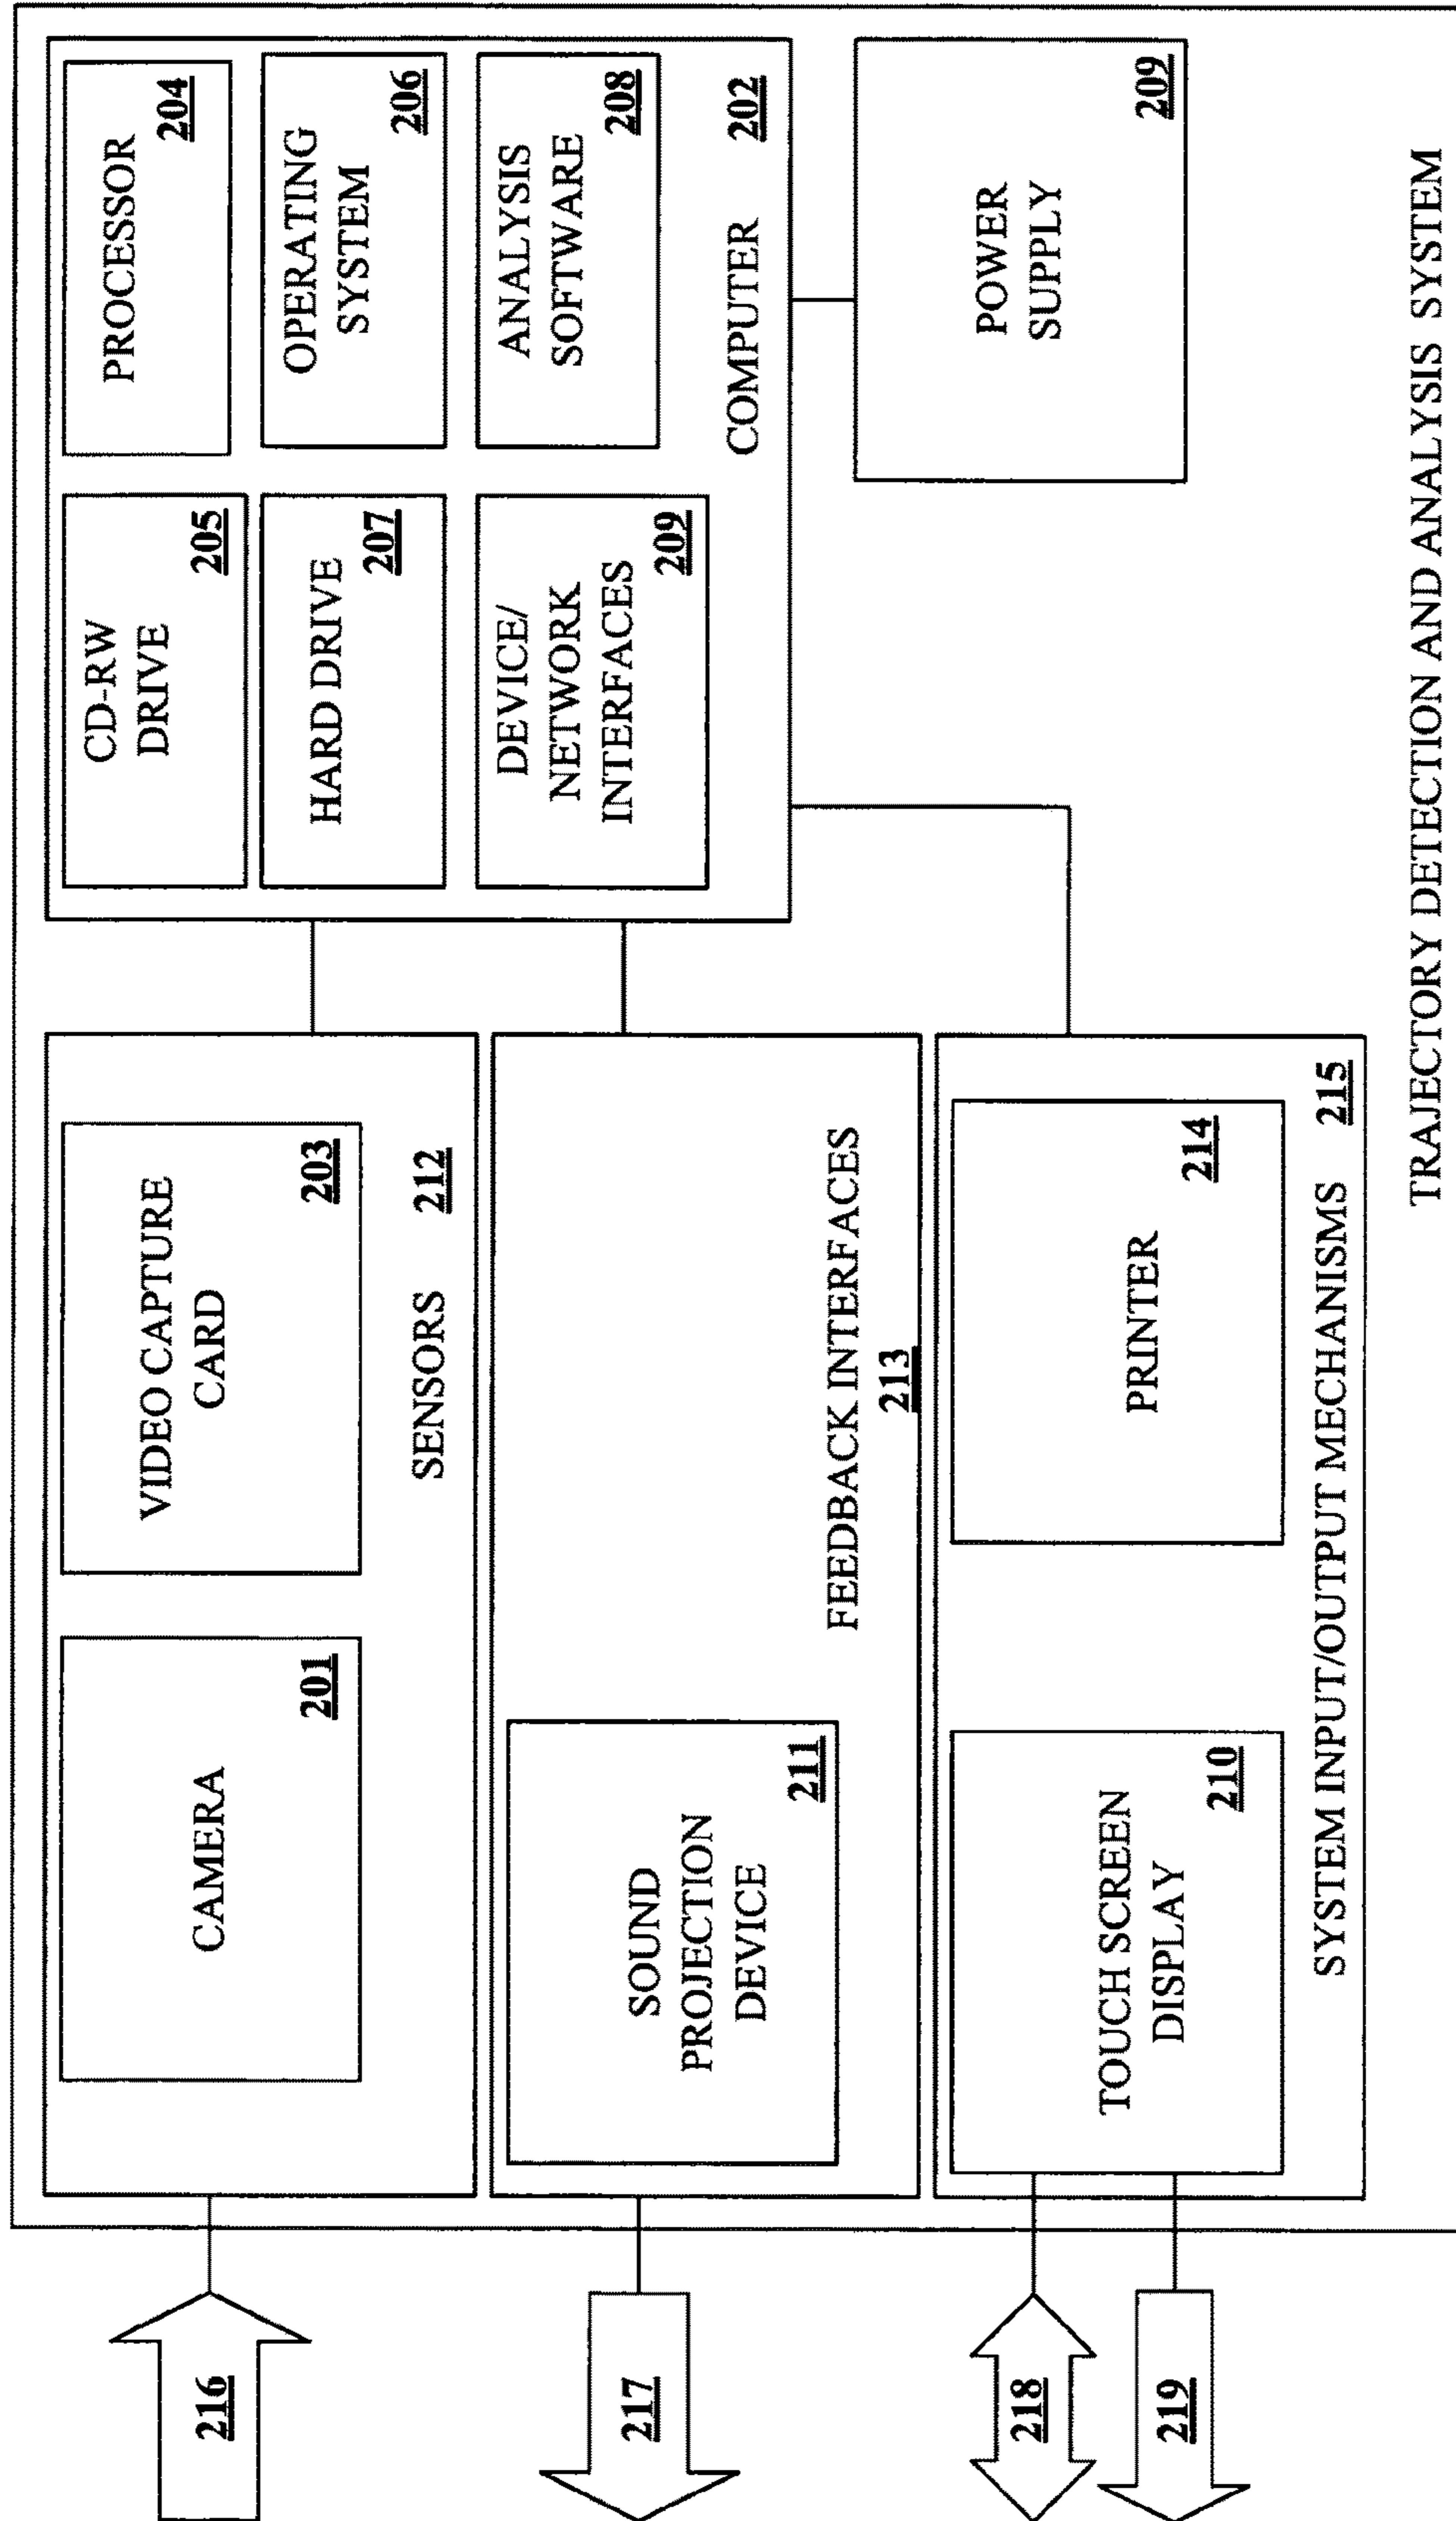 216
CAMERA
201
VIDEO CAPTURE
CARD
203
SENSORS 212
217
SOUND
PROJECTION
DEVICE
211
FEEDBACK INTERFACES
213
218
219
TOUCH SCREEN
DISPLAY
210
PRINTER
214
SYSTEM INPUT/OUTPUT MECHANISMS 215
CD-RW
DRIVE
205
PROCESSOR
204
HARD DRIVE
207
OPERATING
SYSTEM
206
DEVICE/
NETWORK
INTERFACES
209
ANALYSIS
SOFTWARE
208
COMPUTER 202
POWER
SUPPLY
209
TRAJECTORY DETECTION AND ANALYSIS SYSTEM